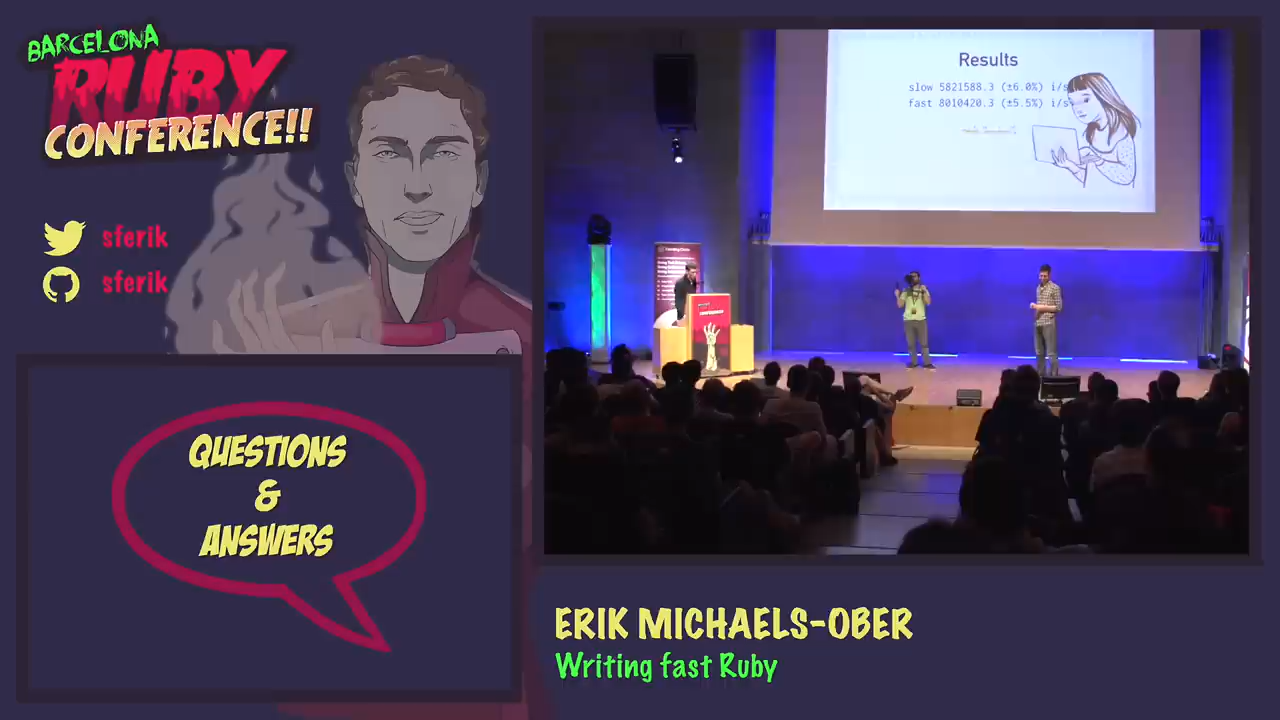 BARCELONA
RUBY
CONFERENCE!!
sferik
sferik
QUESTIONS
&
ANSWERS
Results
slow 5821588.3 (±6.0%) i/s
fast 8010420.3 (±5.5%) i/s
ERIK MICHAELS-OBER
Writing fast Ruby